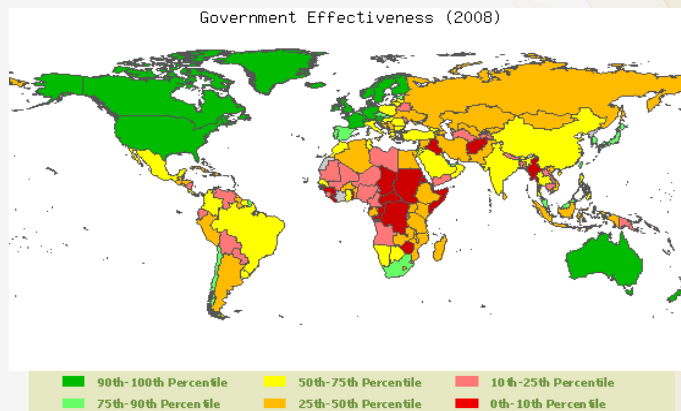 Government Effectiveness (2008)
90th-100th Percentile 50th-75th Percentile 10th-25th Percentile
75th-90th Percentile 25th-50th Percentile 0th-10th Percentile